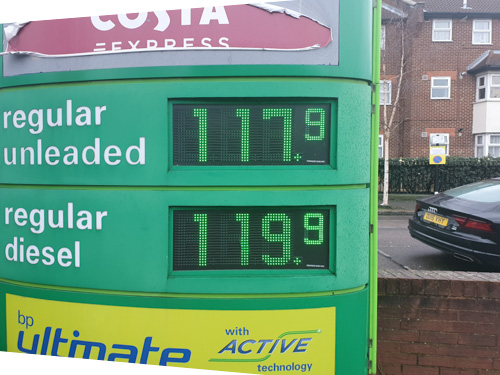 COSTA
EXPRESS
regular
unleaded
117.9
regular
diesel
119.9
bp
ultimate
with
ACTIVE
technology